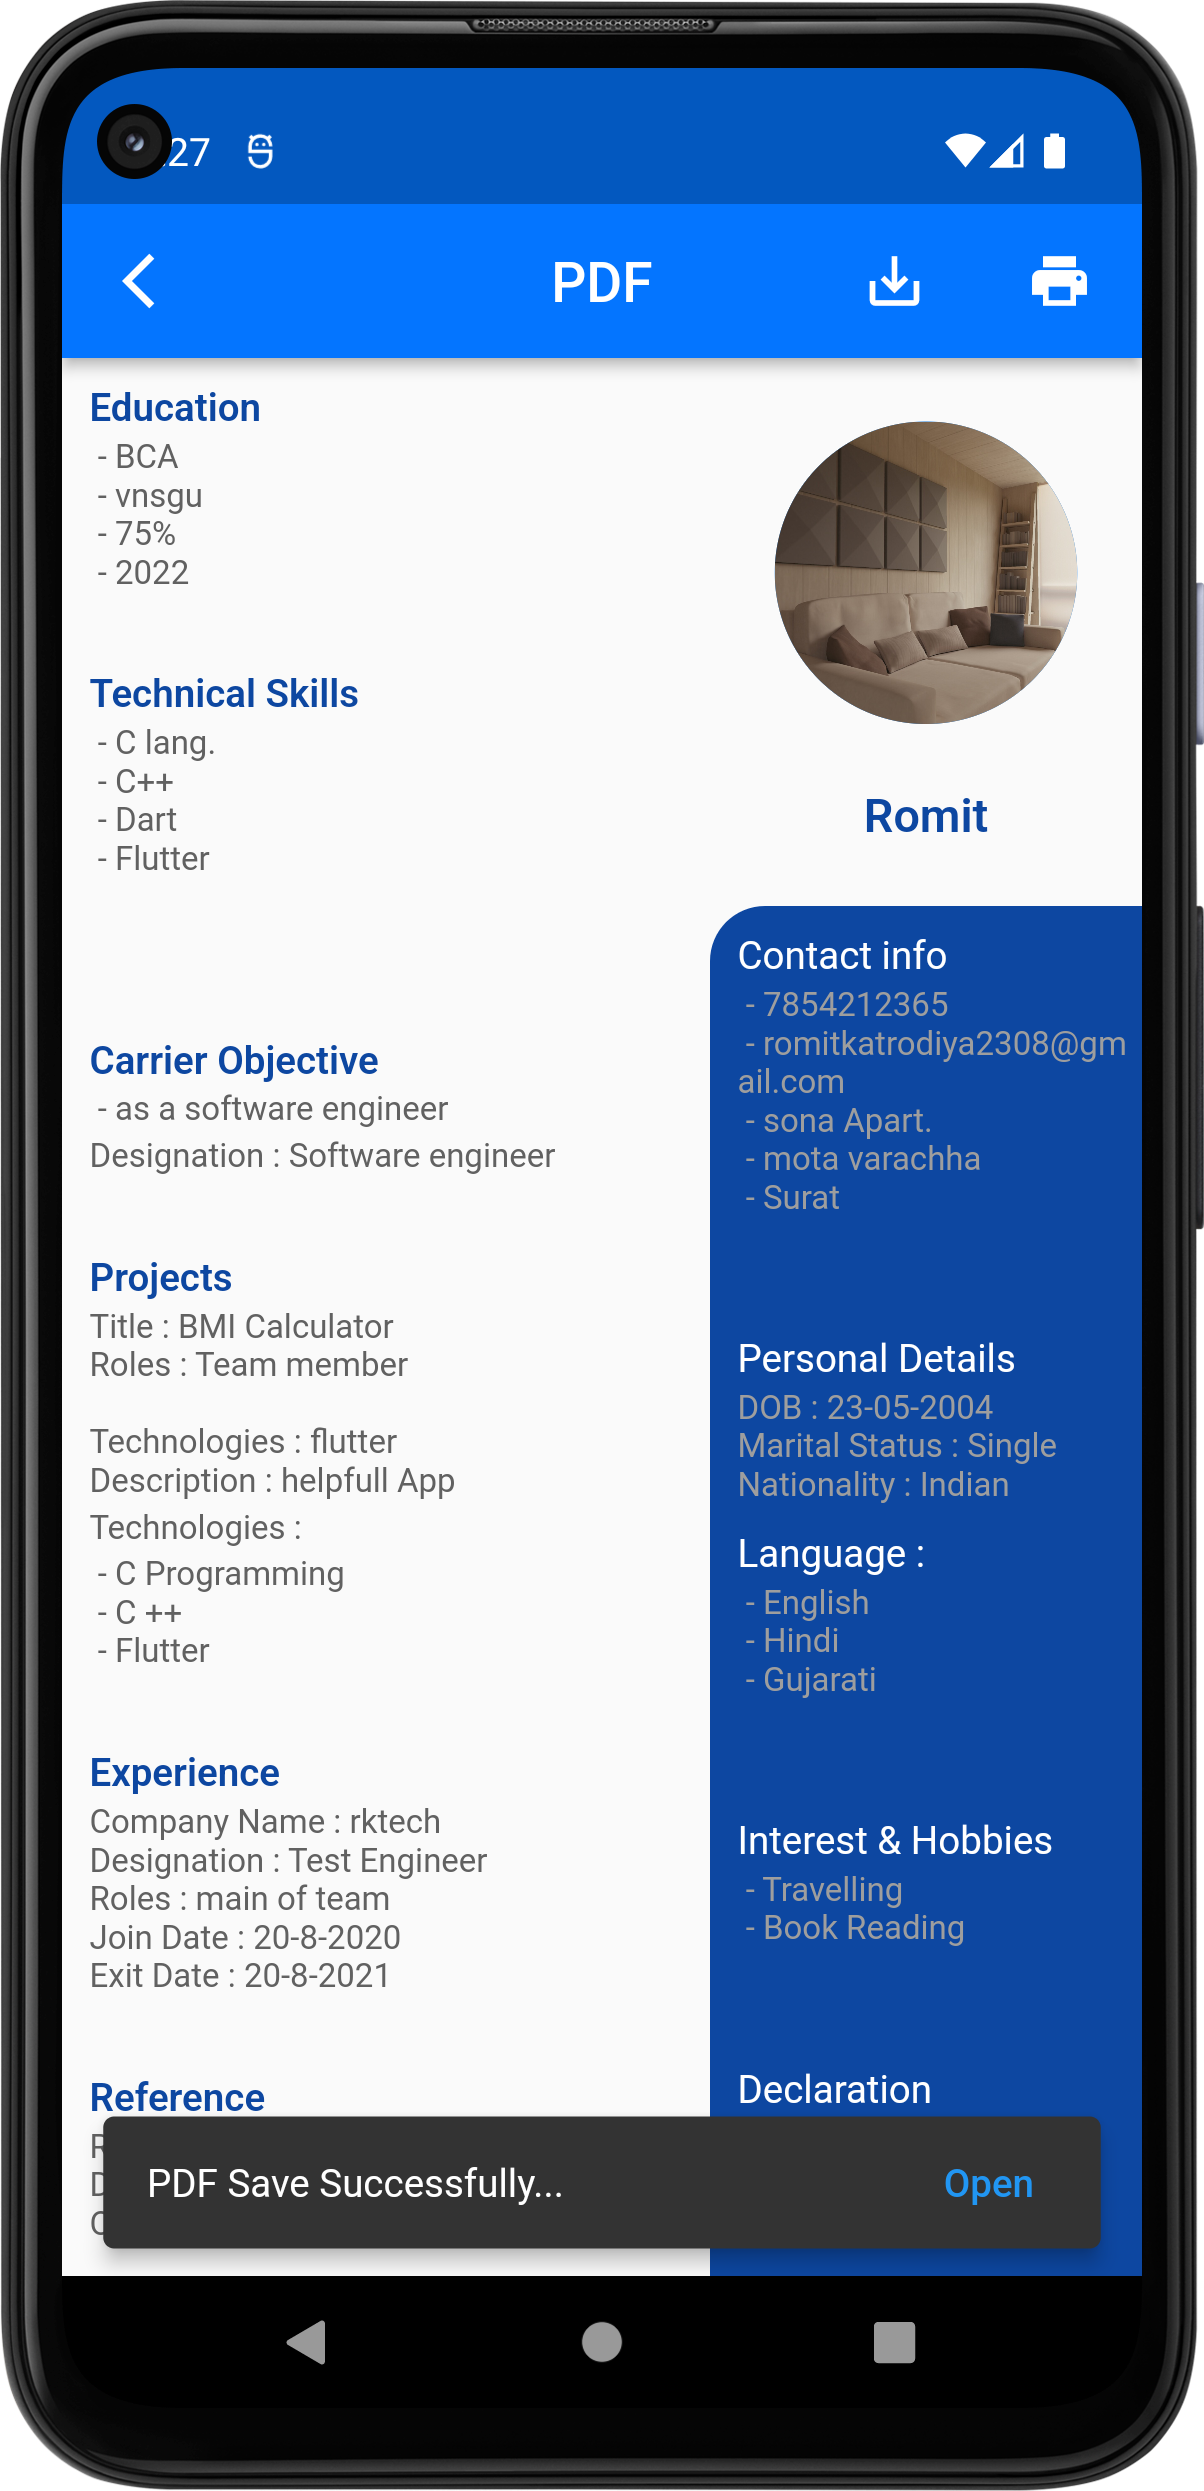 27
PDF
Education
- BCA
- vnsgu
- 75%
- 2022
Technical Skills
- C lang.
- C++
- Dart
- Flutter
Carrier Objective
- as a software engineer
Designation : Software engineer
Projects
Title : BMI Calculator
Roles : Team member
Technologies : flutter
Description : helpfull App
Technologies :
- C Programming
- C ++
- Flutter
Experience
Company Name : rktech
Designation : Test Engineer
Roles : main of team
Join Date : 20-8-2020
Exit Date : 20-8-2021
Reference
Romit
Contact info
- 7854212365
- romitkatrodiya2308@gm
ail.com
- sona Apart.
- mota varachha
- Surat
Personal Details
DOB : 23-05-2004
Marital Status : Single
Nationality : Indian
Language :
- English
- Hindi
- Gujarati
Interest & Hobbies
- Travelling
- Book Reading
Declaration
PDF Save Successfully...
Open